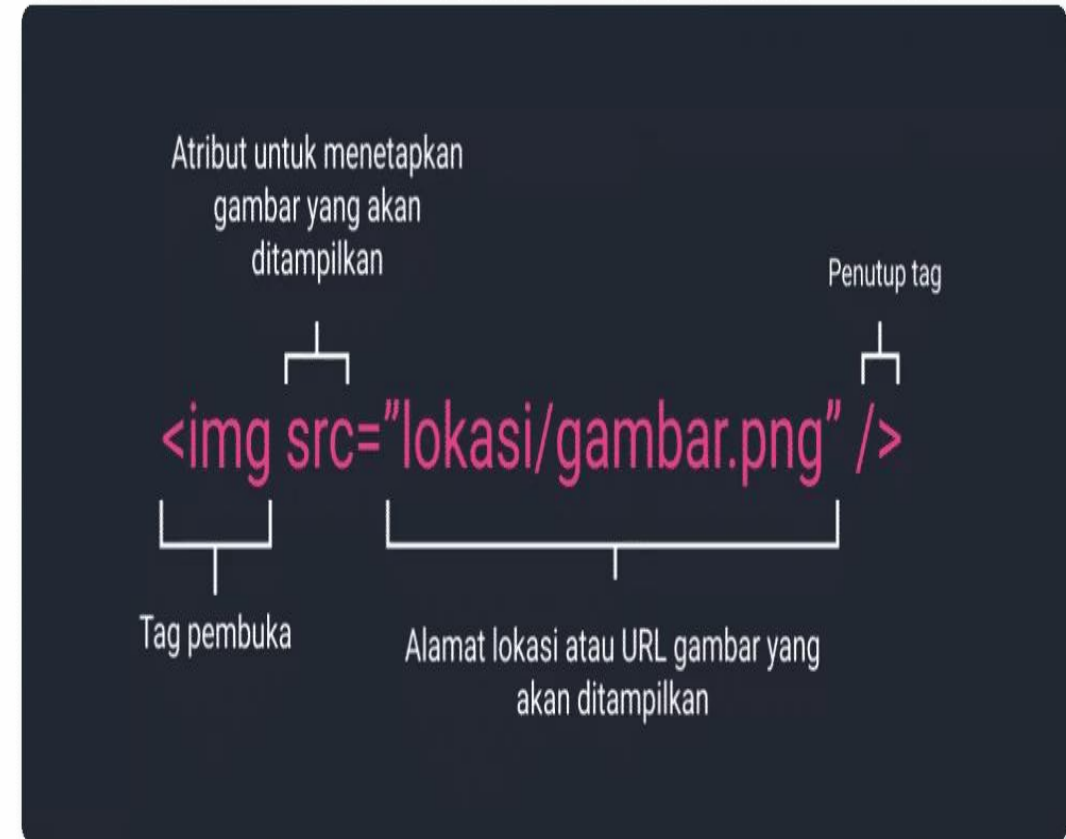 Atribut untuk menetapkan
gambar yang akan
ditampilkan
Penutup tag
<img src=”lokasi/gambar.png” />
Tag pembuka
Alamat lokasi atau URL gambar yang
akan ditampilkan